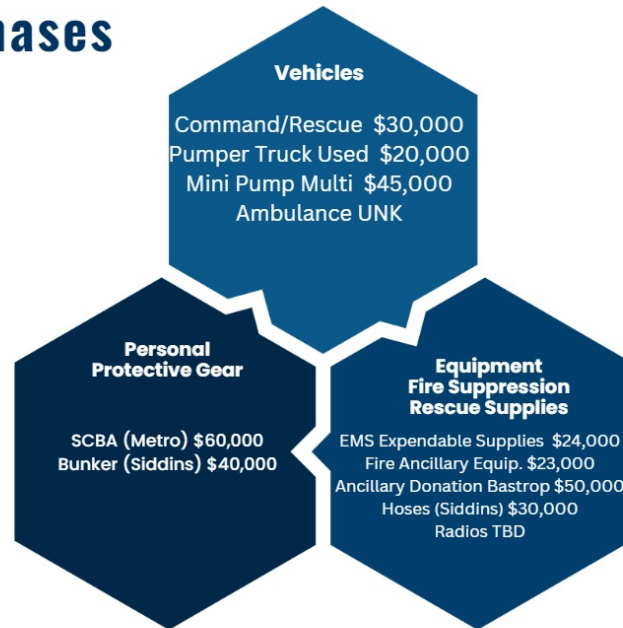 hases
Vehicles
Command/Rescue $30,000
Pumper Truck Used $20,000
Mini Pump Multi $45,000
Ambulance UNK
Personal
Protective Gear
SCBA (Metro) $60,000
Bunker (Siddins) $40,000
Equipment
Fire Suppression
Rescue Supplies
EMS Expendable Supplies $24,000
Fire Ancillary Equip. $23,000
Ancillary Donation Bastrop $50,000
Hoses (Siddins) $30,000
Radios TBD